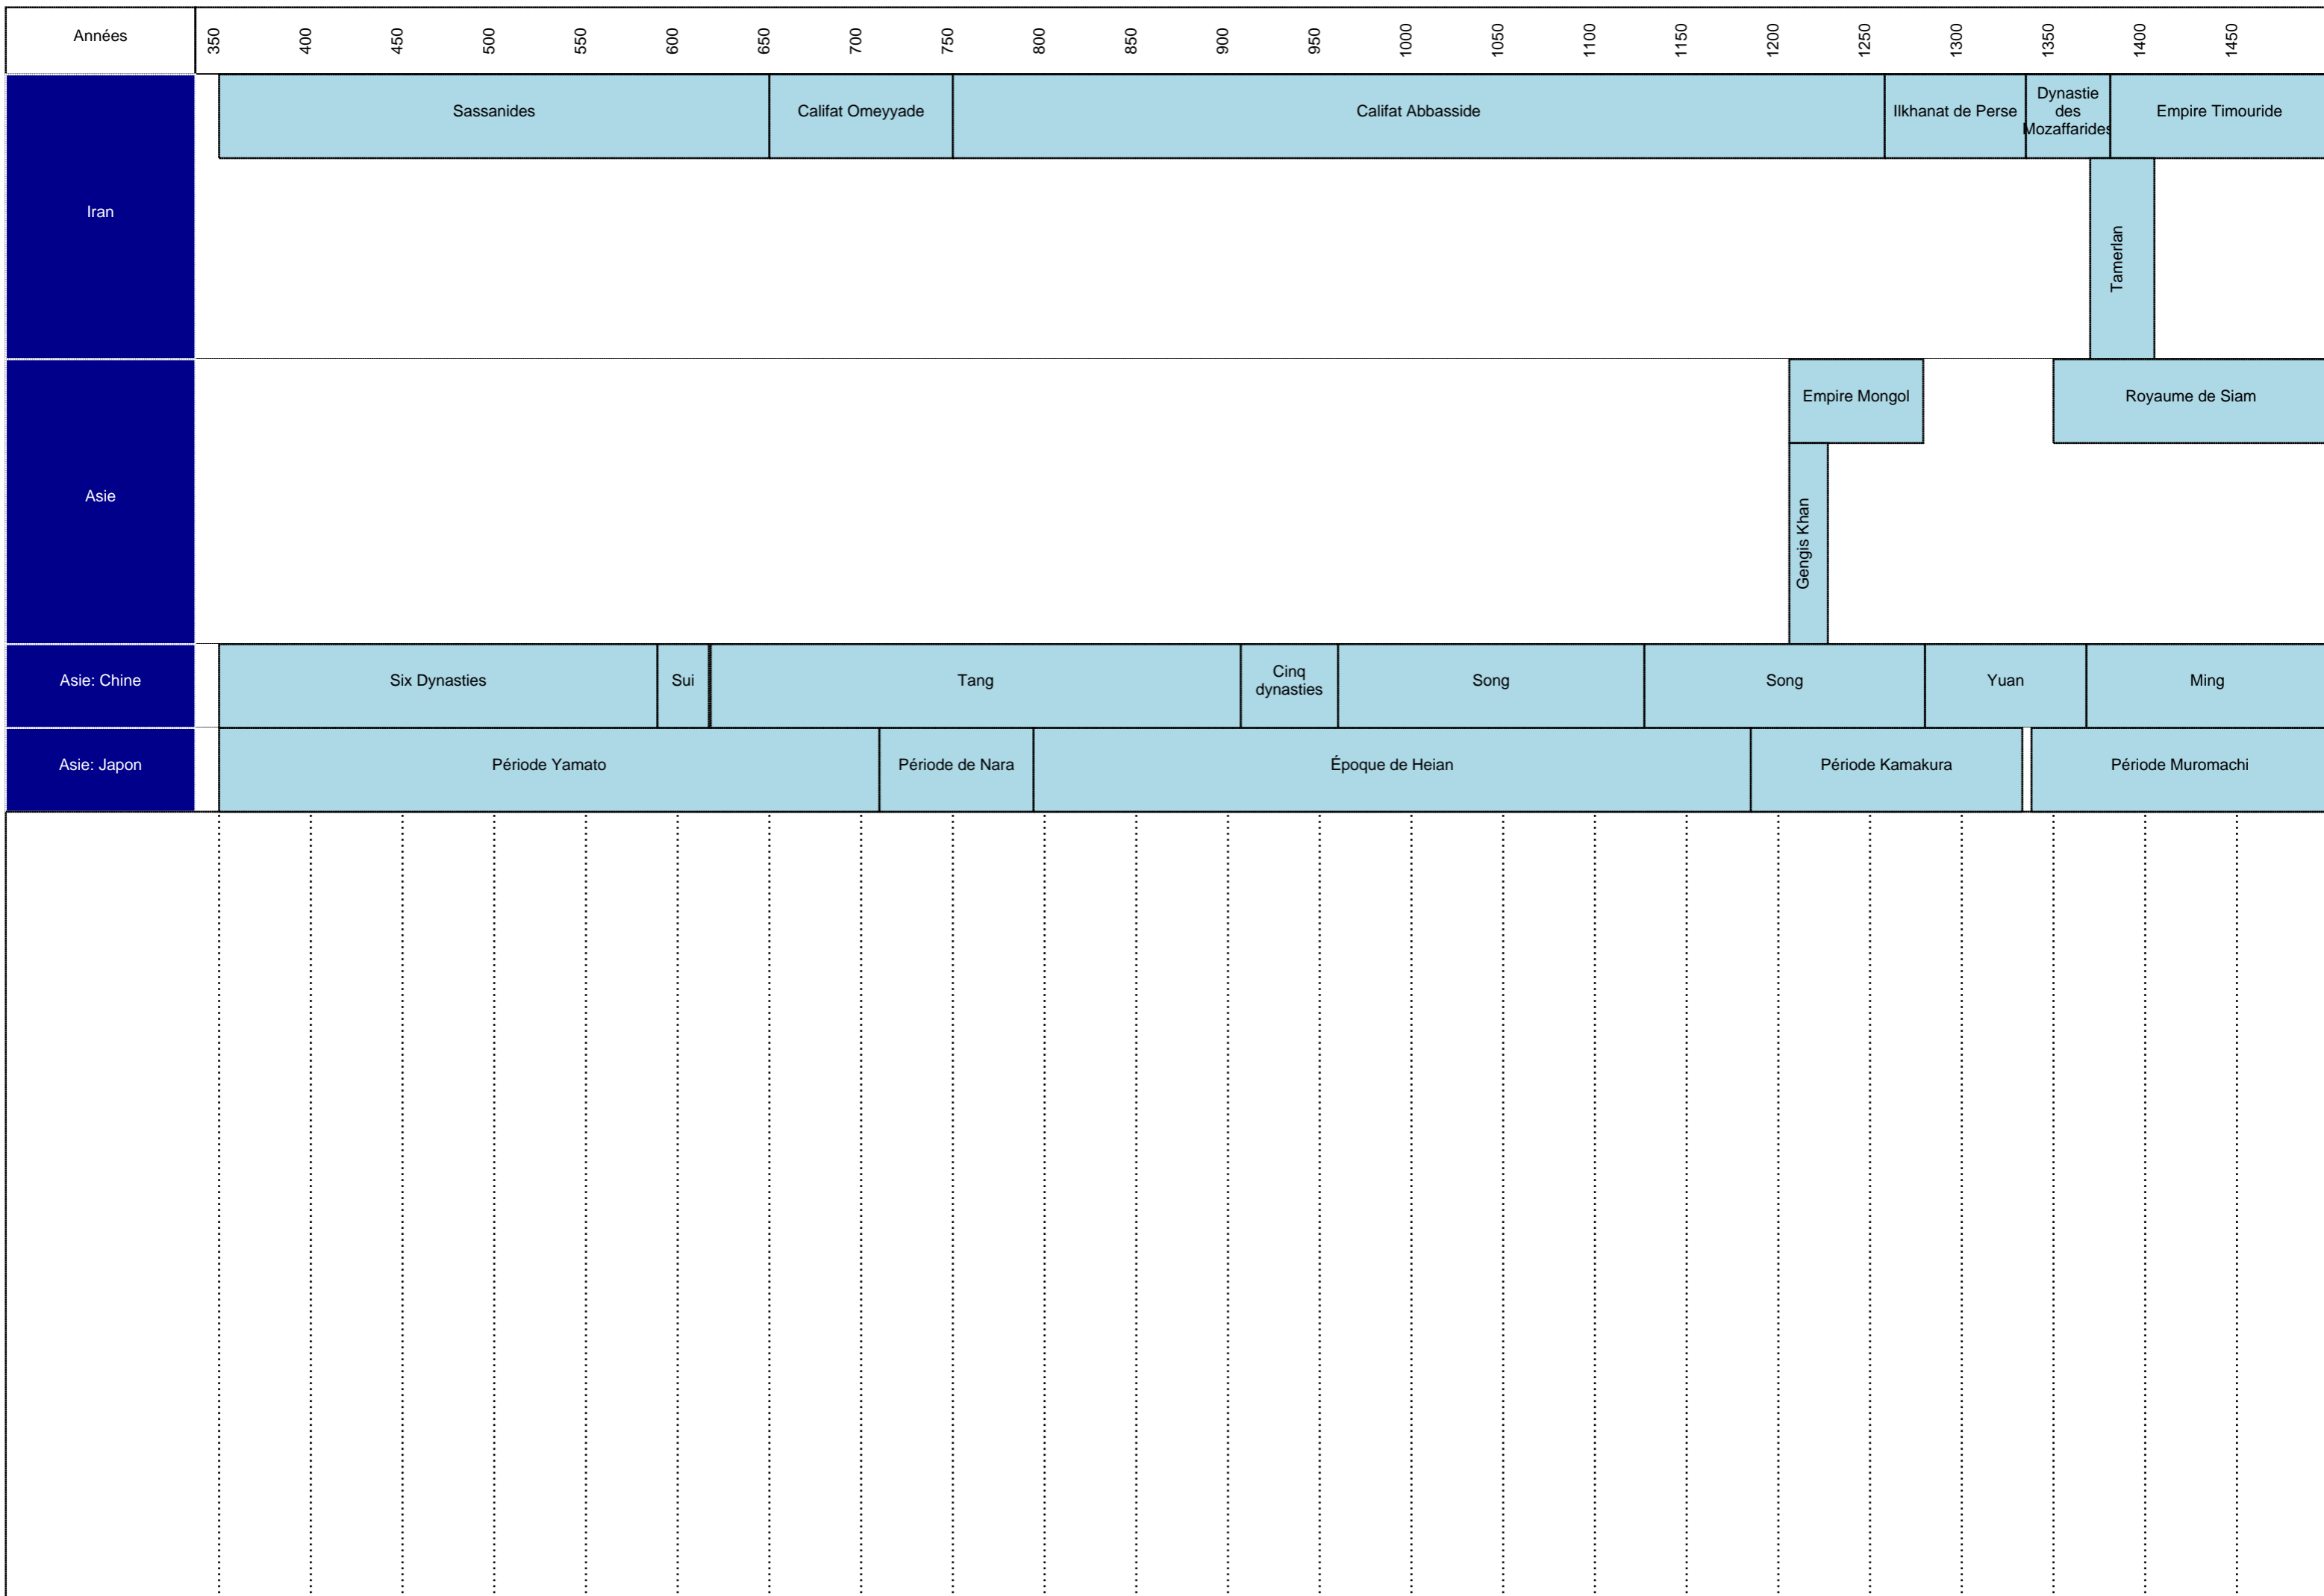 Années
350
400
450
500
550
600
650
700
750
800
850
900
950
1000
1050
1100
1150
1200
1250
1300
1350
1400
1450
Iran
Sassanides
Califat Omeyyade
Califat Abbasside
Ilkhanat de Perse
Dynastie
des
Mozaffarides
Empire Timouride
Tamerlan
Asie
Empire Mongol
Royaume de Siam
Gengis Khan
Asie: Chine
Six Dynasties
Sui
Tang
Cinq
dynasties
Song
Song
Yuan
Ming
Asie: Japon
Période Yamato
Période de Nara
Époque de Heian
Période Kamakura
Période Muromachi